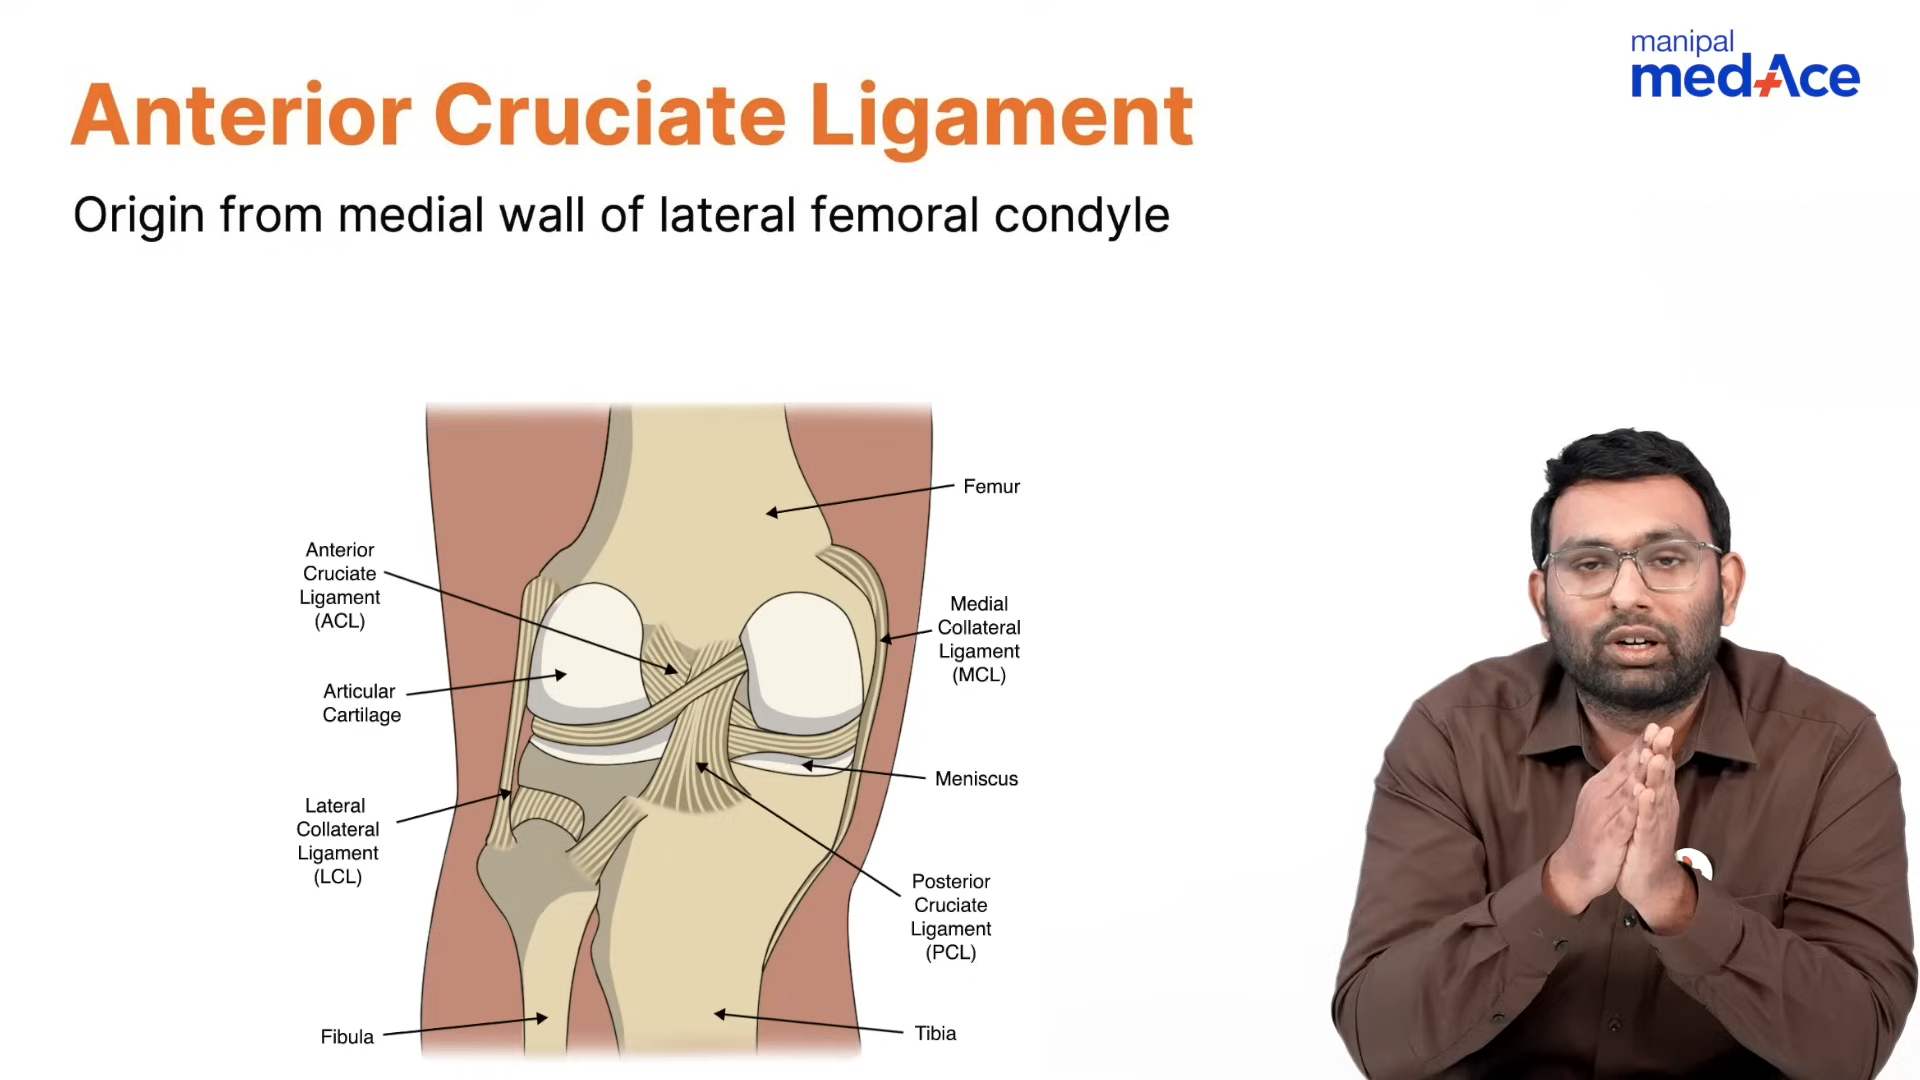 manipal
medAce
Anterior Cruciate Ligament
Origin from medial wall of lateral femoral condyle
Femur
Anterior
Cruciate
Ligament
(ACL)
Medial
Collateral
Ligament
(MCL)
Articular
Cartilage
Meniscus
Lateral
Collateral
Ligament
(LCL)
Posterior
Cruciate
Ligament
(PCL)
Fibula
Tibia